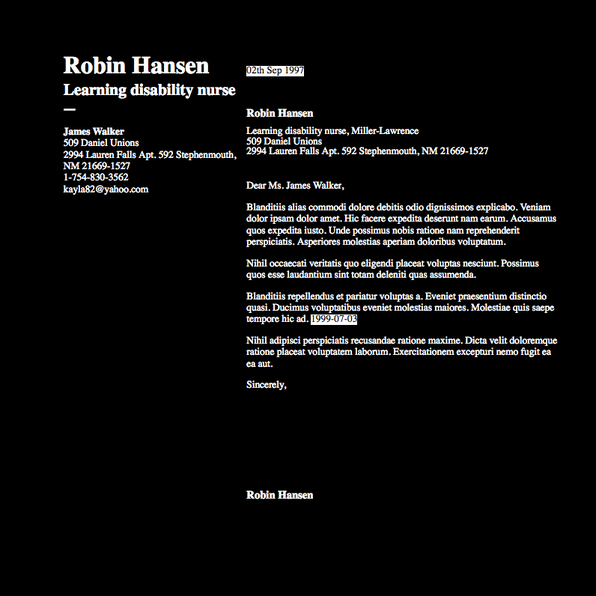 Robin Hansen
Learning disability nurse
James Walker
509 Daniel Unions
2994 Lauren Falls Apt. 592 Stephenmouth,
NM 21669-1527
1-754-830-3562
kayla82@yahoo.com
02th Sep 1997
Robin Hansen
Learning disability nurse, Miller-Lawrence
509 Daniel Unions
2994 Lauren Falls Apt. 592 Stephenmouth, NM 21669-1527
Dear Ms. James Walker,
Blanditiis alias commodi dolore debitis odio dignissimos explicabo. Veniam
dolor ipsam dolor amet. Hic facere expedita deserunt nam earum. Accusamus
quos expedita iusto. Unde possimus nobis ratione nam reprehenderit
perspiciatis. Asperiores molestias aperiam doloribus voluptatum.
Nihil occaecati veritatis quo eligendi placeat voluptas nesciunt. Possimus
quos esse laudantium sint totam deleniti quas assumenda.
Blanditiis repellendus et pariatur voluptas a. Eveniet praesentium distinctio
quasi. Ducimus voluptatibus eveniet molestias maiores. Molestiae quis saepe
tempore hic ad. 1999-07-03
Nihil adipisci perspiciatis recusandae ratione maxime. Dicta velit doloremque
ratione placeat voluptatem laborum. Exercitationem excepturi nemo fugit ea
ea aut.
Sincerely,
Robin Hansen